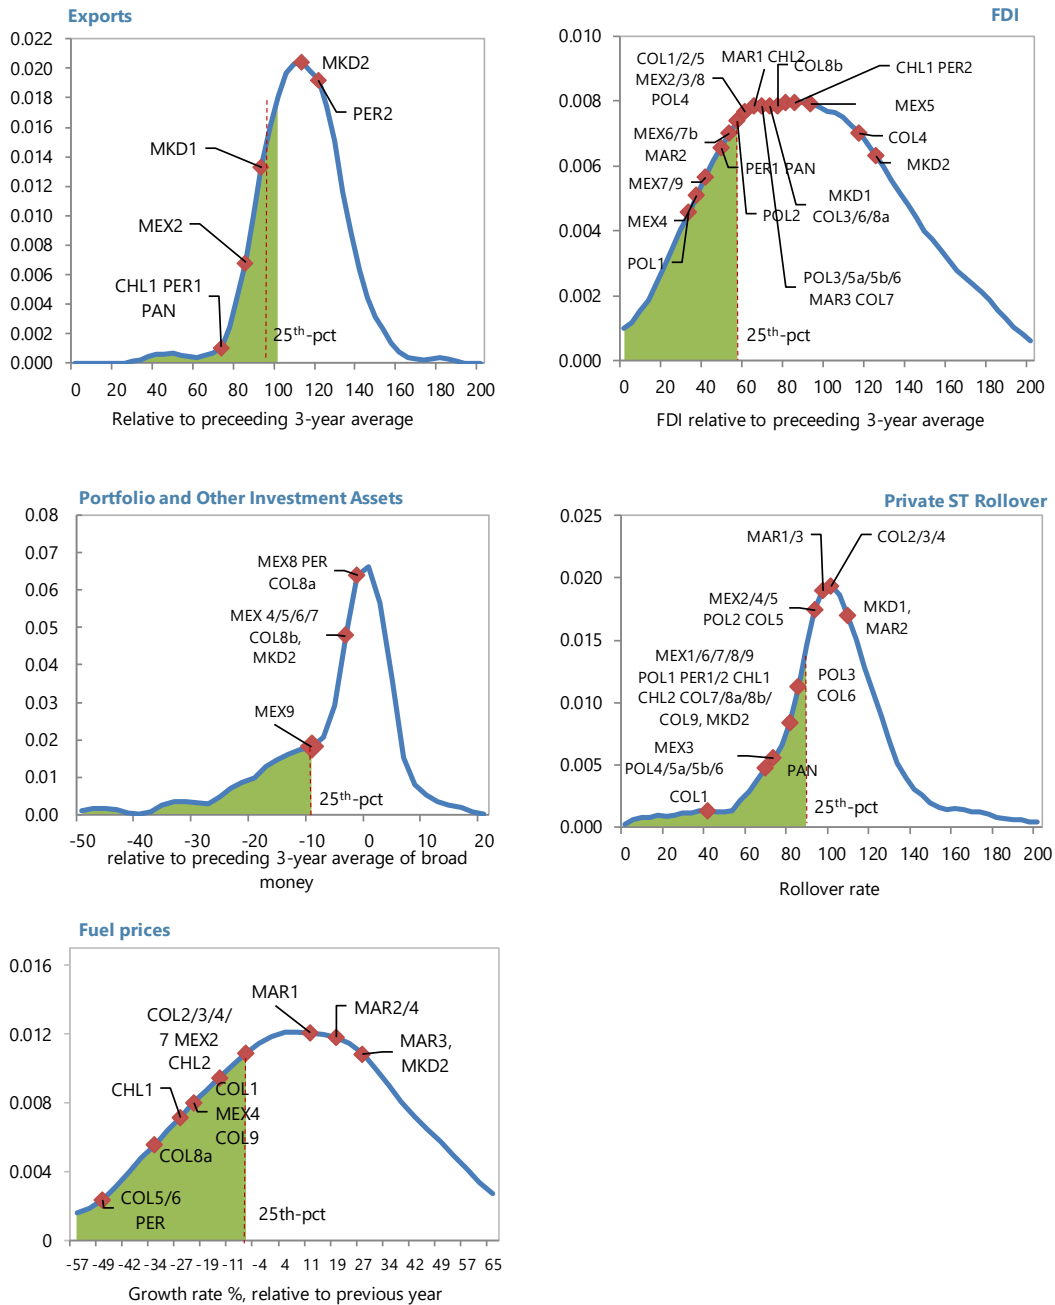 Exports
0.022
0.020
0.018
0.016
0.014
0.012
0.010
0.008
0.006
0.004
0.002
0.000
MKD2
PER2
MKD1
MEX2
CHL1 PER1
PAN
25th-pct
0 20 40 60 80 100 120 140 160 180 200
Relative to preceeding 3-year average
FDI
0.010
0.008
0.006
0.004
0.002
0.000
COL1/2/5
MEX2/3/8
POL4
MAR1 CHL2
COL8b
CHL1 PER2
MEX5
COL4
MKD2
MEX6/7b
MAR2
PER1 PAN
MEX7/9
MKD1
COL3/6/8a
MEX4
POL2
POL1
POL3/5a/5b/6
MAR3 COL7
25th-pct
0 20 40 60 80 100 120 140 160 180 200
FDI relative to preceeding 3-year average
Portfolio and Other Investment Assets
0.08
0.07
0.06
0.05
0.04
0.03
0.02
0.01
0.00
MEX8 PER
COL8a
MEX 4/5/6/7
COL8b,
MKD2
MEX9
25th-pct
-50 -40 -30 -20 -10 0 10 20
relative to preceding 3-year average of broad
money
Private ST Rollover
0.025
0.020
0.015
0.010
0.005
0.000
MAR1/3
COL2/3/4
MEX2/4/5
POL2 COL5
MKD1,
MAR2
MEX1/6/7/8/9
POL1 PER1/2 CHL1
CHL2 COL7/8a/8b/
COL9, MKD2
POL3
COL6
MEX3
POL4/5a/5b/6
PAN
COL1
25th-pct
0 20 40 60 80 100 120 140 160 180 200
Rollover rate
Fuel prices
0.016
0.012
0.008
0.004
0
MAR1
MAR2/4
COL2/3/4/
7 MEX2
CHL2
MAR3,
MKD2
CHL1
COL1
MEX4
COL9
COL8a
COL5/6
PER
25th-pct
-57 -49 -42 -34 -27 -19 -11 -4 4 11 19 27 34 42 49 57 65
Growth rate %, relative to previous year